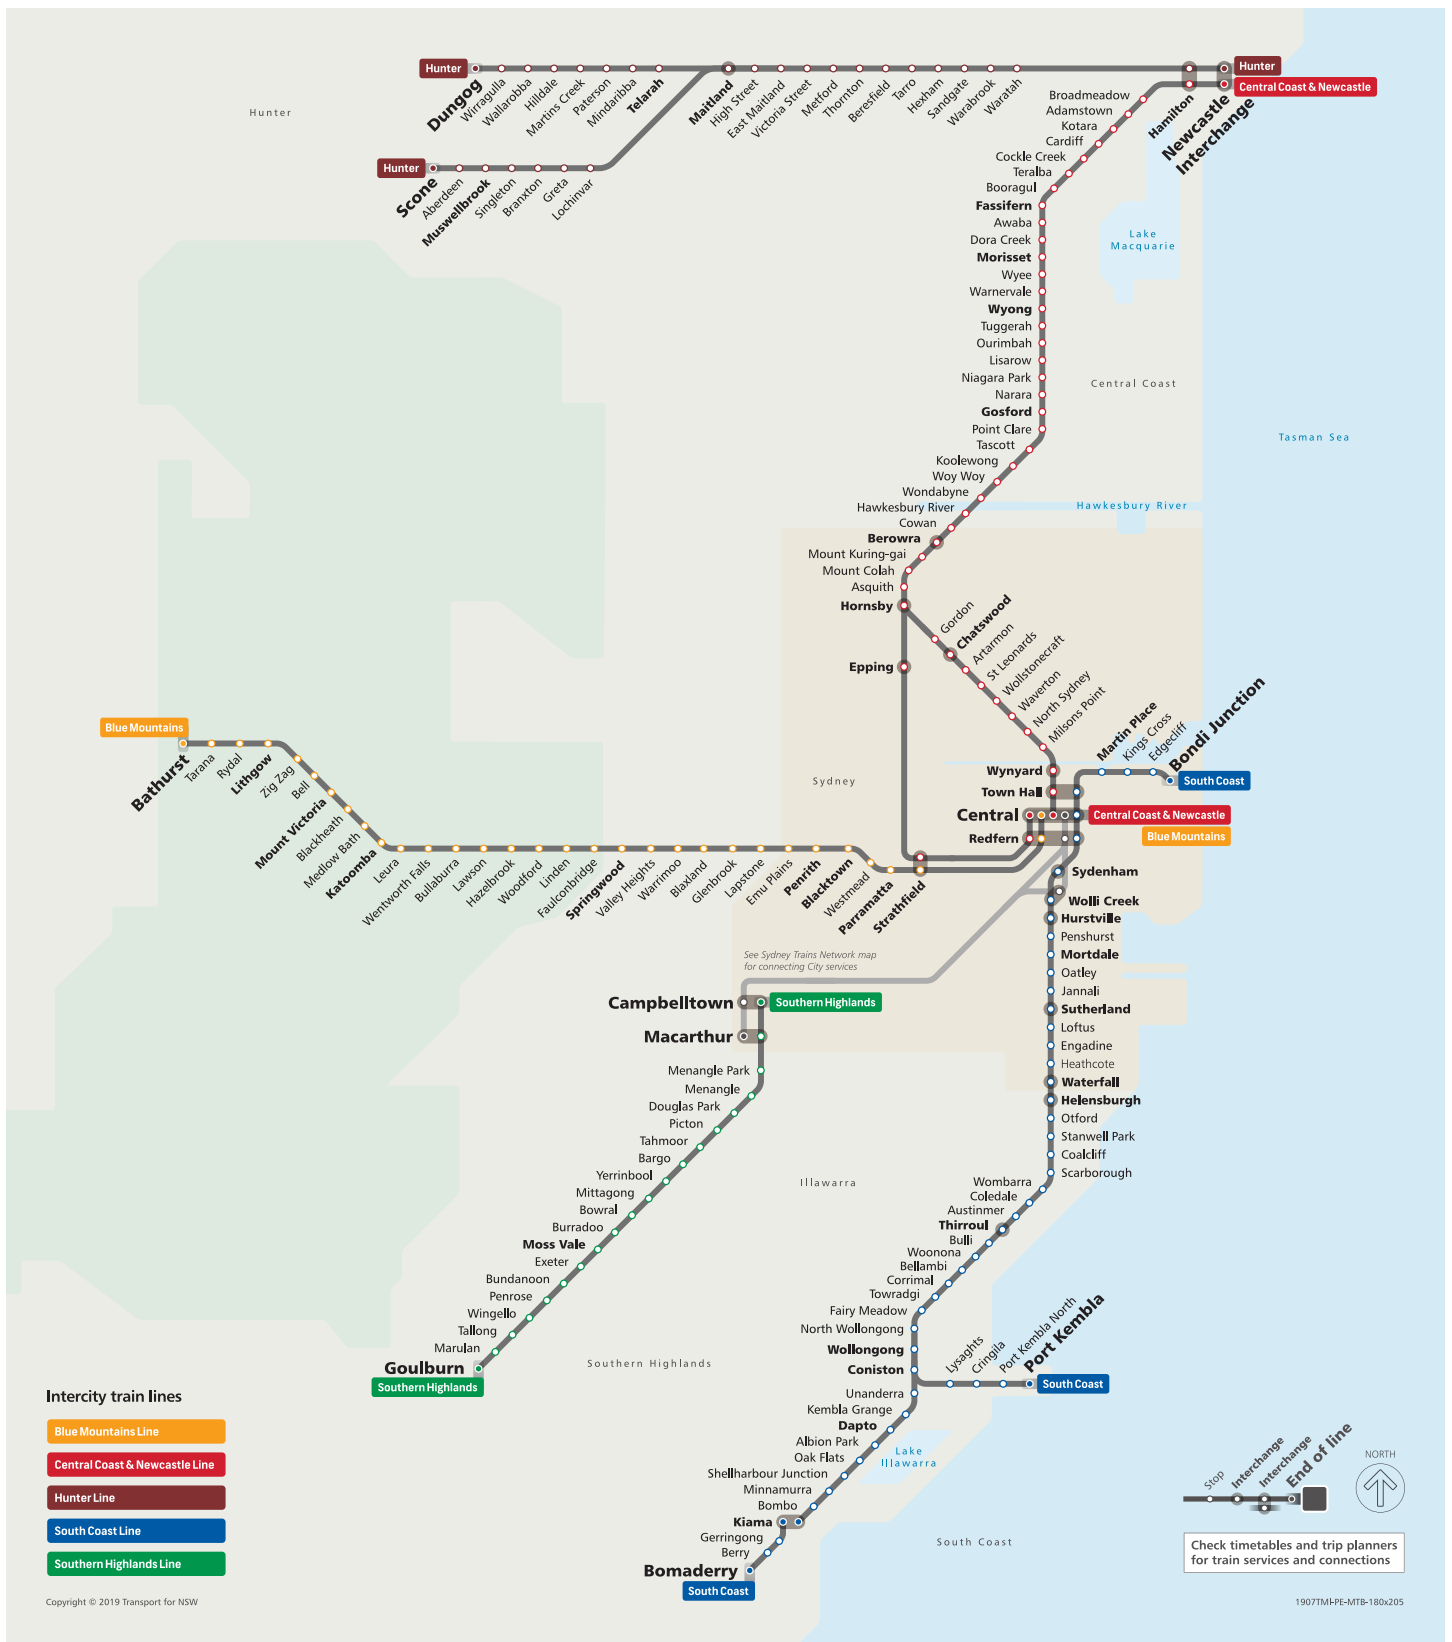 Hunter
Dungog
Wirragulla
Wallarobba
Hilldale
Martins Creek
Paterson
Mindaribba
Telarah
Maitland
High Street
East Maitland
Victoria Street
Metford
Thornton
Beresfield
Tarro
Hexham
Sandgate
Warabrook
Waratah
Hamilton
Newcastle
Interchange
Hunter
Central Coast & Newcastle
Hunter
Hunter
Scone
Aberdeen
Muswellbrook
Singleton
Branxton
Greta
Lochinvar
Broadmeadow
Adamstown
Kotara
Cardiff
Cockle Creek
Teralba
Booragul
Fassifern
Awaba
Dora Creek
Morisset
Wyee
Warnervale
Wyong
Tuggerah
Ourimbah
Lisarow
Niagara Park
Narara
Gosford
Point Clare
Tascott
Koolewong
Woy Woy
Wondabyne
Hawkesbury River
Cowan
Berowra
Mount Kuring-gai
Mount Colah
Asquith
Hornsby
Epping
Lake
Macquarie
Central Coast
Tasman Sea
Hawkesbury River
Gordon
Chatswood
Artarmon
St Leonards
Wollstonecraft
Waverton
North Sydney
Milsons Point
Wynyard
Town Hall
Central
Redfern
Martin Place
Kings Cross
Edgecliff
Bondi Junction
South Coast
Central Coast & Newcastle
Blue Mountains
Sydney
Blue Mountains
Bathurst
Tarana
Rydal
Lithgow
Zig Zag
Bell
Mount Victoria
Blackheath
Medlow Bath
Katoomba
Leura
Wentworth Falls
Bullaburra
Lawson
Hazelbrook
Woodford
Linden
Faulconbridge
Springwood
Valley Heights
Warrimoo
Blaxland
Glenbrook
Lapstone
Emu Plains
Penrith
Blacktown
Westmead
Parramatta
Strathfield
Sydenham
Wolli Creek
Hurstville
Penshurst
Mortdale
Oatley
Jannali
Sutherland
Loftus
Engadine
Heathcote
Waterfall
Helensburgh
Otford
Stanwell Park
Coalcliff
Scarborough
Wombarra
Coledale
Austinmer
Thirroul
Bulli
Woonona
Bellambi
Corrimal
Towradgi
Fairy Meadow
North Wollongong
Wollongong
Coniston
Lysaghts
Cringila
Port Kembla North
Port Kembla
South Coast
Unanderra
Kembla Grange
Dapto
Albion Park
Oak Flats
Shellharbour Junction
Minnamurra
Bombo
Kiama
Gerringong
Berry
Bomaderry
South Coast
Lake
Illawarra
South Coast
Illawarra
See Sydney Trains Network map
for connecting City services
Campbelltown
Southern Highlands
Macarthur
Menangle Park
Menangle
Douglas Park
Picton
Tahmoor
Bargo
Yerrinbool
Mittagong
Bowral
Burradoo
Moss Vale
Exeter
Bundanoon
Penrose
Wingello
Tallong
Marulan
Goulburn
Southern Highlands
Southern Highlands
Intercity train lines
Blue Mountains Line
Central Coast & Newcastle Line
Hunter Line
South Coast Line
Southern Highlands Line
Copyright © 2019 Transport for NSW
Stop
Interchange
Interchange
End of line
NORTH
Check timetables and trip planners
for train services and connections
1907TMI-PE-MTB-180x205